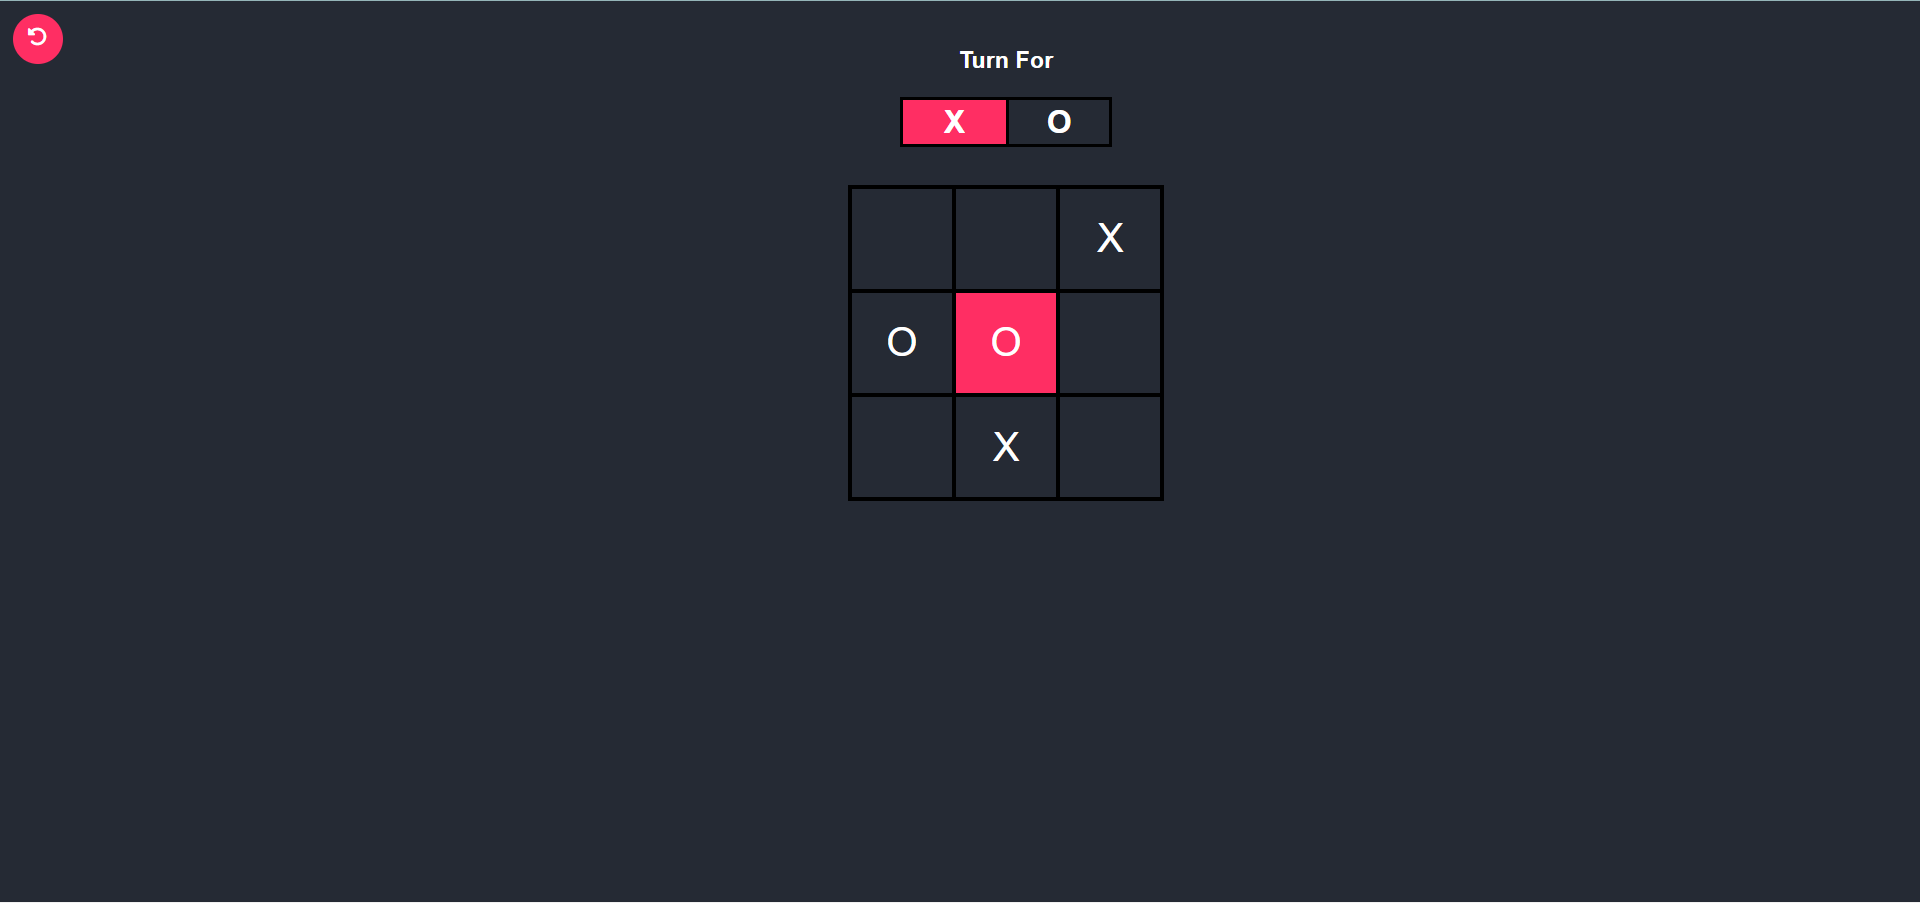 Turn For
X O
X
O O
X